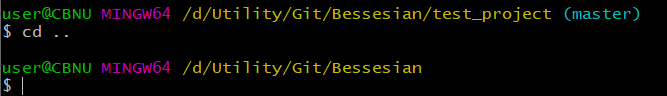 user@CBNU MINGW64 /d/Utility/Git/Bessesian/test_project (master)
$ cd ..
user@CBNU MINGW64 /d/Utility/Git/Bessesian
$